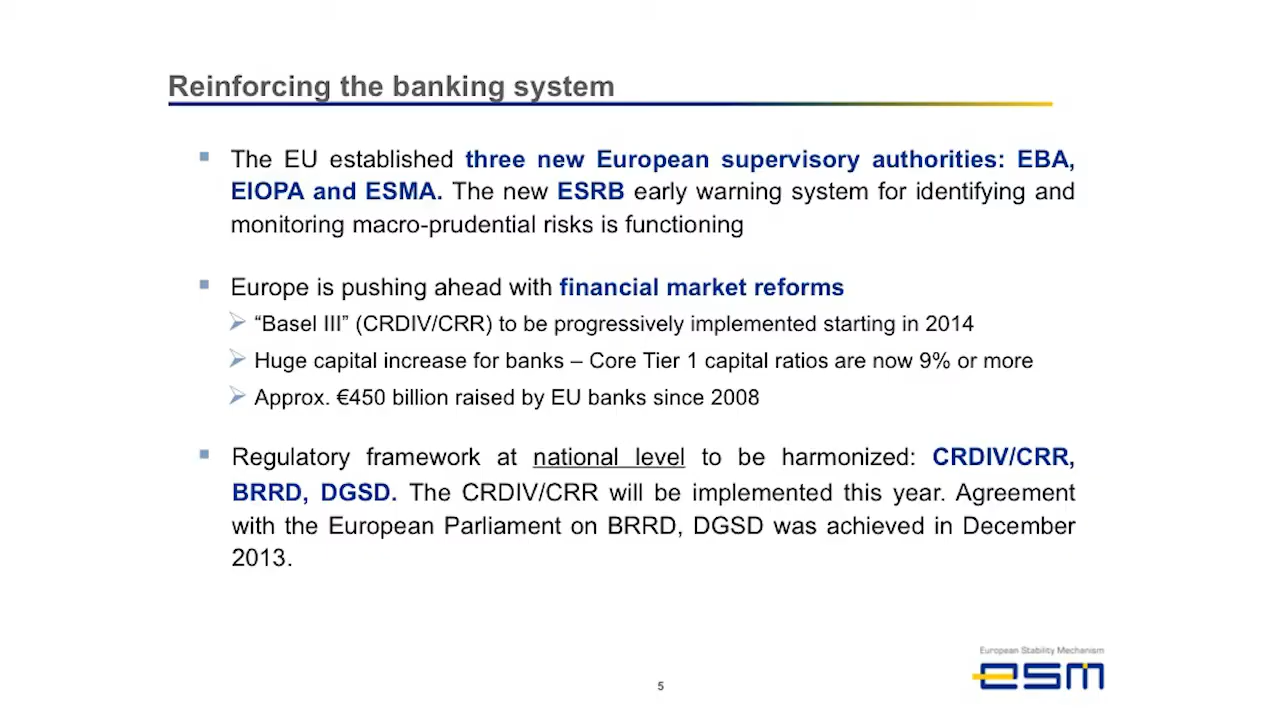 Reinforcing the banking system
▪ The EU established three new European supervisory authorities: EBA,
EIOPA and ESMA. The new ESRB early warning system for identifying and
monitoring macro-prudential risks is functioning
▪ Europe is pushing ahead with financial market reforms
➢ “Basel III” (CRDIV/CRR) to be progressively implemented starting in 2014
➢ Huge capital increase for banks – Core Tier 1 capital ratios are now 9% or more
➢ Approx. €450 billion raised by EU banks since 2008
▪ Regulatory framework at national level to be harmonized: CRDIV/CRR,
BRRD, DGSD. The CRDIV/CRR will be implemented this year. Agreement
with the European Parliament on BRRD, DGSD was achieved in December
2013.
European Stability Mechanism
esm
5